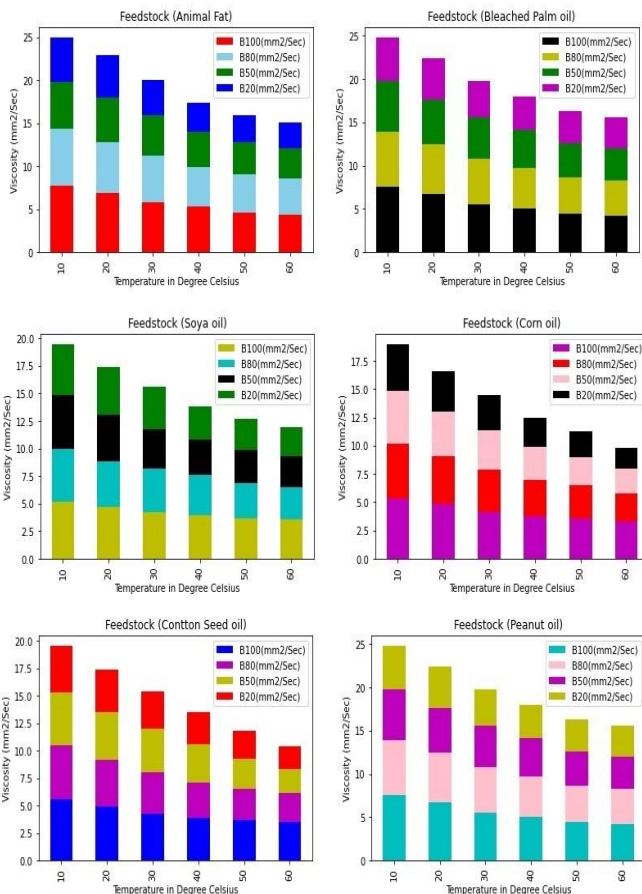 Feedstock (Animal Fat)
Viscosity (mm2/Sec)
25
20
15
10
5
0
B100(mm2/Sec)
B80(mm2/Sec)
B50(mm2/Sec)
B20(mm2/Sec)
10 20 30 40 50 60
Temperature in Degree Celsius
Feedstock (Bleached Palm oil)
Viscosity (mm2/Sec)
25
20
15
10
5
0
B100(mm2/Sec)
B80(mm2/Sec)
B50(mm2/Sec)
B20(mm2/Sec)
10 20 30 40 50 60
Temperature in Degree Celsius
Feedstock (Soya oil)
Viscosity (mm2/Sec)
20.0
17.5
15.0
12.5
10.0
7.5
5.0
2.5
0.0
B100(mm2/Sec)
B80(mm2/Sec)
B50(mm2/Sec)
B20(mm2/Sec)
10 20 30 40 50 60
Temperature in Degree Celsius
Feedstock (Corn oil)
Viscosity (mm2/Sec)
17.5
15.0
12.5
10.0
7.5
5.0
2.5
0.0
B100(mm2/Sec)
B80(mm2/Sec)
B50(mm2/Sec)
B20(mm2/Sec)
10 20 30 40 50 60
Temperature in Degree Celsius
Feedstock (Contton Seed oil)
Viscosity (mm2/Sec)
20.0
17.5
15.0
12.5
10.0
7.5
5.0
2.5
0.0
B100(mm2/Sec)
B80(mm2/Sec)
B50(mm2/Sec)
B20(mm2/Sec)
10 20 30 40 50 60
Temperature in Degree Celsius
Feedstock (Peanut oil)
Viscosity (mm2/Sec)
25
20
15
10
5
0
B100(mm2/Sec)
B80(mm2/Sec)
B50(mm2/Sec)
B20(mm2/Sec)
10 20 30 40 50 60
Temperature in Degree Celsius